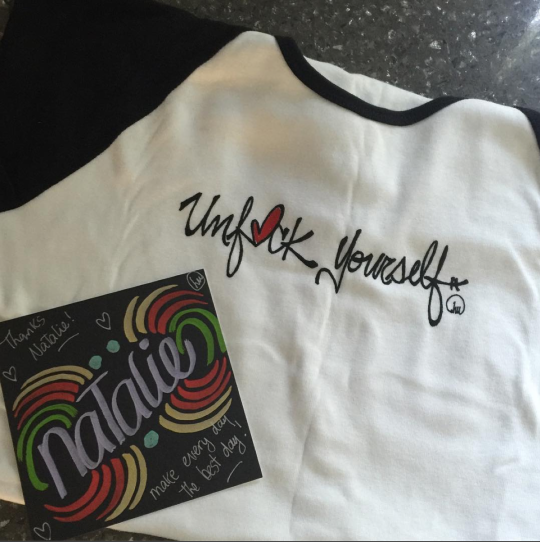 Unf♥ck Yourself
Thanks
Natalie!
naTalie
make every day
the best day!